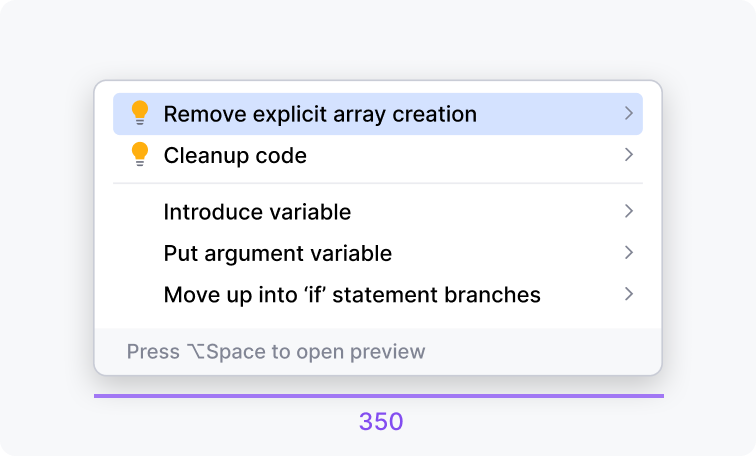 Remove explicit array creation
Cleanup code
Introduce variable
Put argument variable
Move up into ‘if’ statement branches
Press ⌥Space to open preview
350